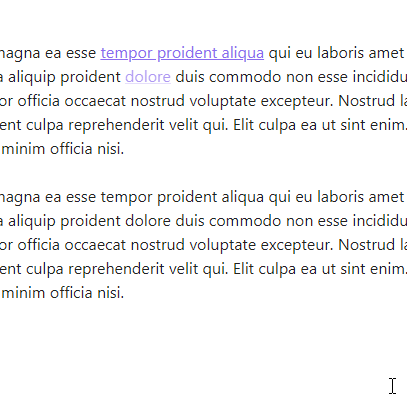 magna ea esse tempor proident aliqua qui eu laboris amet
aliquip proident dolore duis commodo non esse incididu
or officia occaecat nostrud voluptate excepteur. Nostrud
ent culpa reprehenderit velit qui. Elit culpa ea ut sint enim.
minim officia nisi.
magna ea esse tempor proident aliqua qui eu laboris amet
aliquip proident dolore duis commodo non esse incididu
or officia occaecat nostrud voluptate excepteur. Nostrud
ent culpa reprehenderit velit qui. Elit culpa ea ut sint enim.
minim officia nisi.